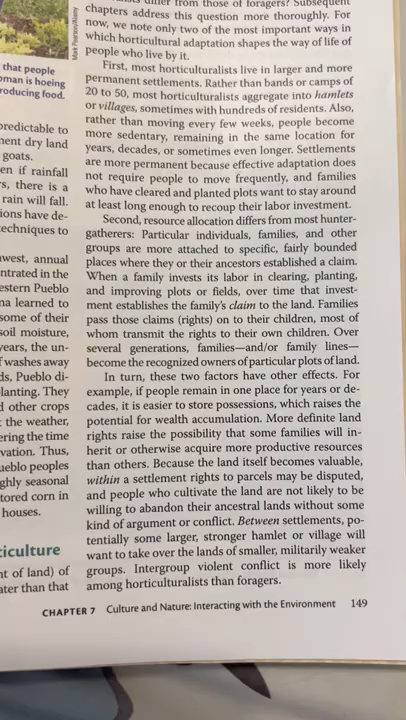 that people
oman is hoeing
roducing food.
Mark Pearson/Alamy
predictable to
nent dry land
goats.
en if rainfall
rs, there is a
rain will fall.
ions have de-
techniques to
west, annual
ntrated in the
estern Pueblo
na learned to
some of their
soil moisture,
years, the un-
f washes away
ds, Pueblo di-
lanting. They
d other crops
t the weather,
ering the time
vation. Thus,
ueblo peoples
ghly seasonal
tored corn in
houses.
iculture
nt of land) of
ater than that
differ from those of foragers? Subsequent
chapters address this question more thoroughly. For
now, we note only two of the most important ways in
which horticultural adaptation shapes the way of life of
people who live by it.
First, most horticulturalists live in larger and more
permanent settlements. Rather than bands or camps of
20 to 50, most horticulturalists aggregate into hamlets
or villages, sometimes with hundreds of residents. Also,
rather than moving every few weeks, people become
more sedentary, remaining in the same location for
years, decades, or sometimes even longer. Settlements
are more permanent because effective adaptation does
not require people to move frequently, and families
who have cleared and planted plots want to stay around
at least long enough to recoup their labor investment.
Second, resource allocation differs from most hunter-
gatherers: Particular individuals, families, and other
groups are more attached to specific, fairly bounded
places where they or their ancestors established a claim.
When a family invests its labor in clearing, planting,
and improving plots or fields, over time that invest-
ment establishes the family's claim to the land. Families
pass those claims (rights) on to their children, most of
whom transmit the rights to their own children. Over
several generations, families—and/or family lines—
become the recognized owners of particular plots of land.
In turn, these two factors have other effects. For
example, if people remain in one place for years or de-
cades, it is easier to store possessions, which raises the
potential for wealth accumulation. More definite land
rights raise the possibility that some families will in-
herit or otherwise acquire more productive resources
than others. Because the land itself becomes valuable,
within a settlement rights to parcels may be disputed,
and people who cultivate the land are not likely to be
willing to abandon their ancestral lands without some
kind of argument or conflict. Between settlements, po-
tentially some larger, stronger hamlet or village will
want to take over the lands of smaller, militarily weaker
groups. Intergroup violent conflict is more likely
among horticulturalists than foragers.
CHAPTER 7 Culture and Nature: Interacting with the Environment 149